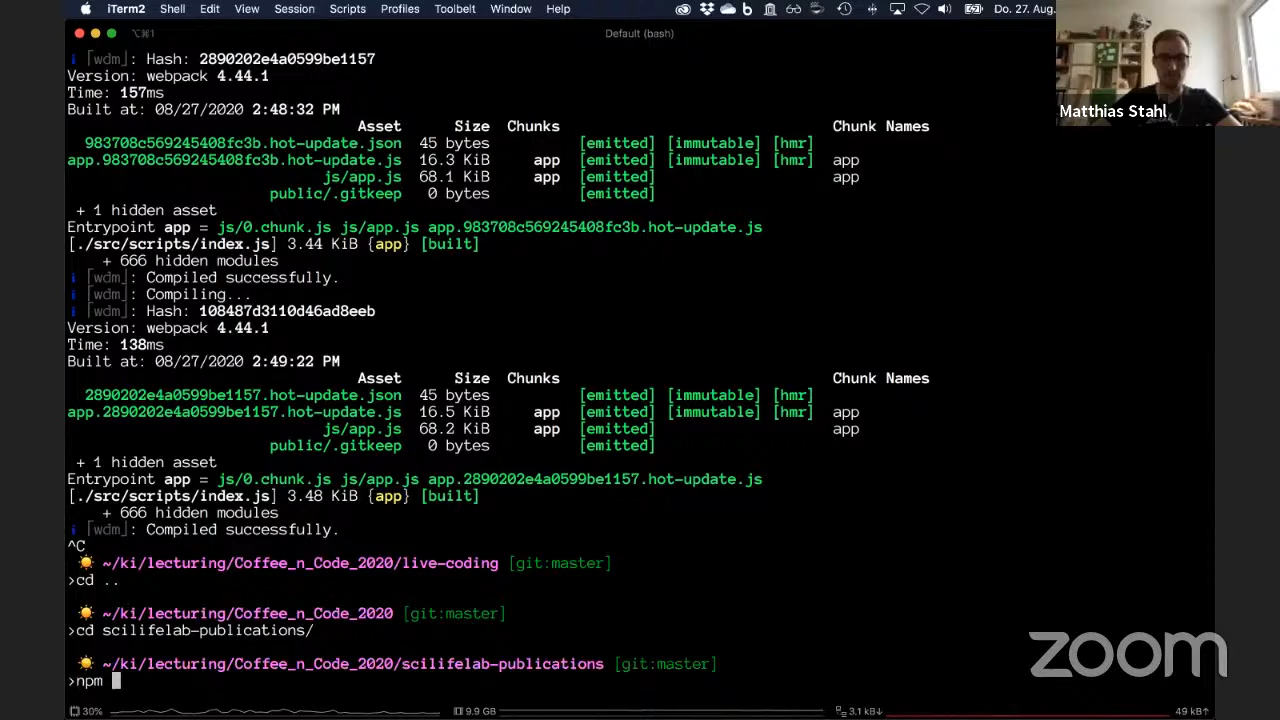 iTerm2 Shell Edit View Session Scripts Profiles Toolbelt Window Help Do. 27. Aug.
⌥⌘1 Default (bash)
Matthias Stahl
i ｢wdm｣: Hash: 2890202e4a0599be1157
Version: webpack 4.44.1
Time: 157ms
Built at: 08/27/2020 2:48:32 PM
Asset Size Chunks Chunk Names
983708c569245408fc3b.hot-update.json 45 bytes [emitted] [immutable] [hmr]
app.983708c569245408fc3b.hot-update.js 16.3 KiB app [emitted] [immutable] [hmr] app
js/app.js 68.1 KiB app [emitted] app
public/.gitkeep 0 bytes [emitted]
+ 1 hidden asset
Entrypoint app = js/0.chunk.js js/app.js app.983708c569245408fc3b.hot-update.js
[./src/scripts/index.js] 3.44 KiB {app} [built]
+ 666 hidden modules
i ｢wdm｣: Compiled successfully.
i ｢wdm｣: Compiling...
i ｢wdm｣: Hash: 108487d3110d46ad8eeb
Version: webpack 4.44.1
Time: 138ms
Built at: 08/27/2020 2:49:22 PM
Asset Size Chunks Chunk Names
2890202e4a0599be1157.hot-update.json 45 bytes [emitted] [immutable] [hmr]
app.2890202e4a0599be1157.hot-update.js 16.5 KiB app [emitted] [immutable] [hmr] app
js/app.js 68.2 KiB app [emitted] app
public/.gitkeep 0 bytes [emitted]
+ 1 hidden asset
Entrypoint app = js/0.chunk.js js/app.js app.2890202e4a0599be1157.hot-update.js
[./src/scripts/index.js] 3.48 KiB {app} [built]
+ 666 hidden modules
i ｢wdm｣: Compiled successfully.
^C
~/ki/lecturing/Coffee_n_Code_2020/live-coding [git:master]
>cd ..
~/ki/lecturing/Coffee_n_Code_2020 [git:master]
>cd scilifelab-publications/
~/ki/lecturing/Coffee_n_Code_2020/scilifelab-publications [git:master]
>npm
zoom
30% 9.9 GB 3.1 kB↓ 49 kB↑